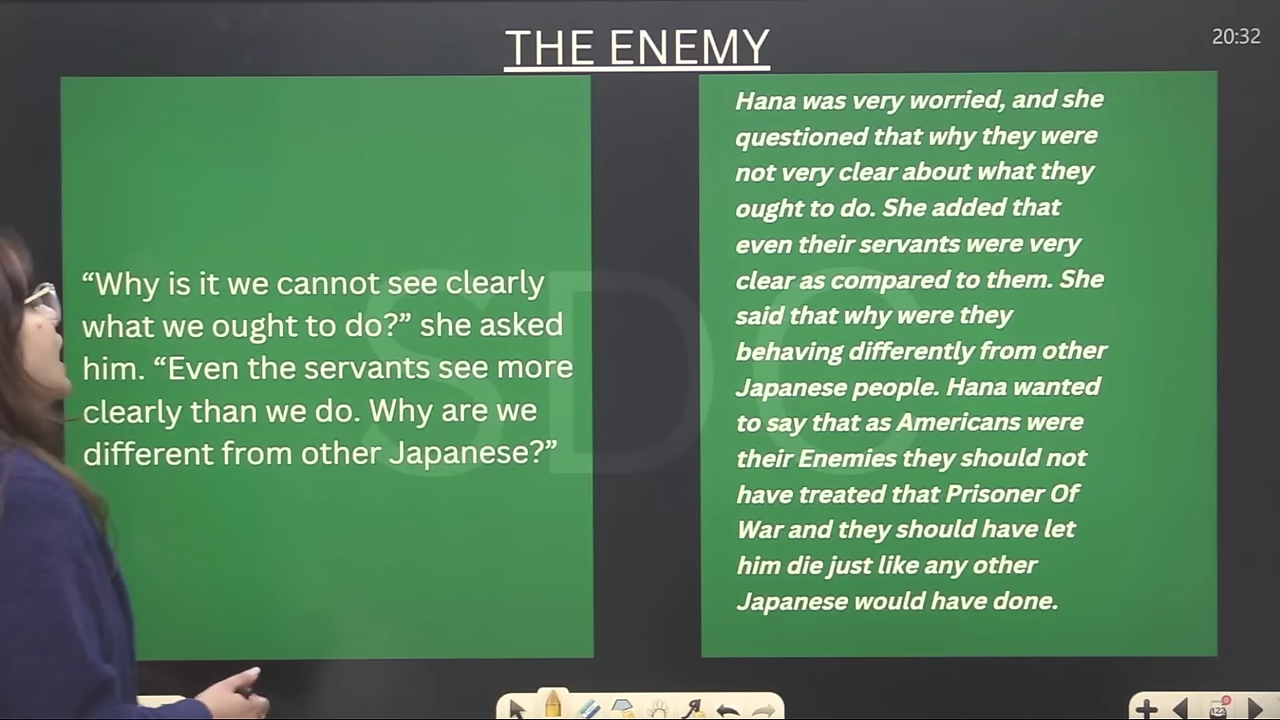 THE ENEMY
20:32
“Why is it we cannot see clearly
what we ought to do?” she asked
him. “Even the servants see more
clearly than we do. Why are we
different from other Japanese?”
Hana was very worried, and she
questioned that why they were
not very clear about what they
ought to do. She added that
even their servants were very
clear as compared to them. She
said that why were they
behaving differently from other
Japanese people. Hana wanted
to say that as Americans were
their Enemies they should not
have treated that Prisoner Of
War and they should have let
him die just like any other
Japanese would have done.
SDC